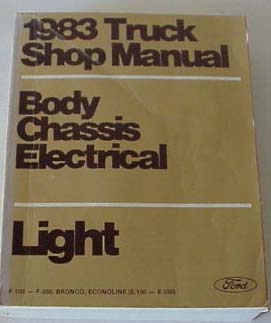 1983 Truck
Shop Manual
Body
Chassis
Electrical
Light
F-100 — F-350, BRONCO, ECONOLINE (E-100 — E-350)
Ford